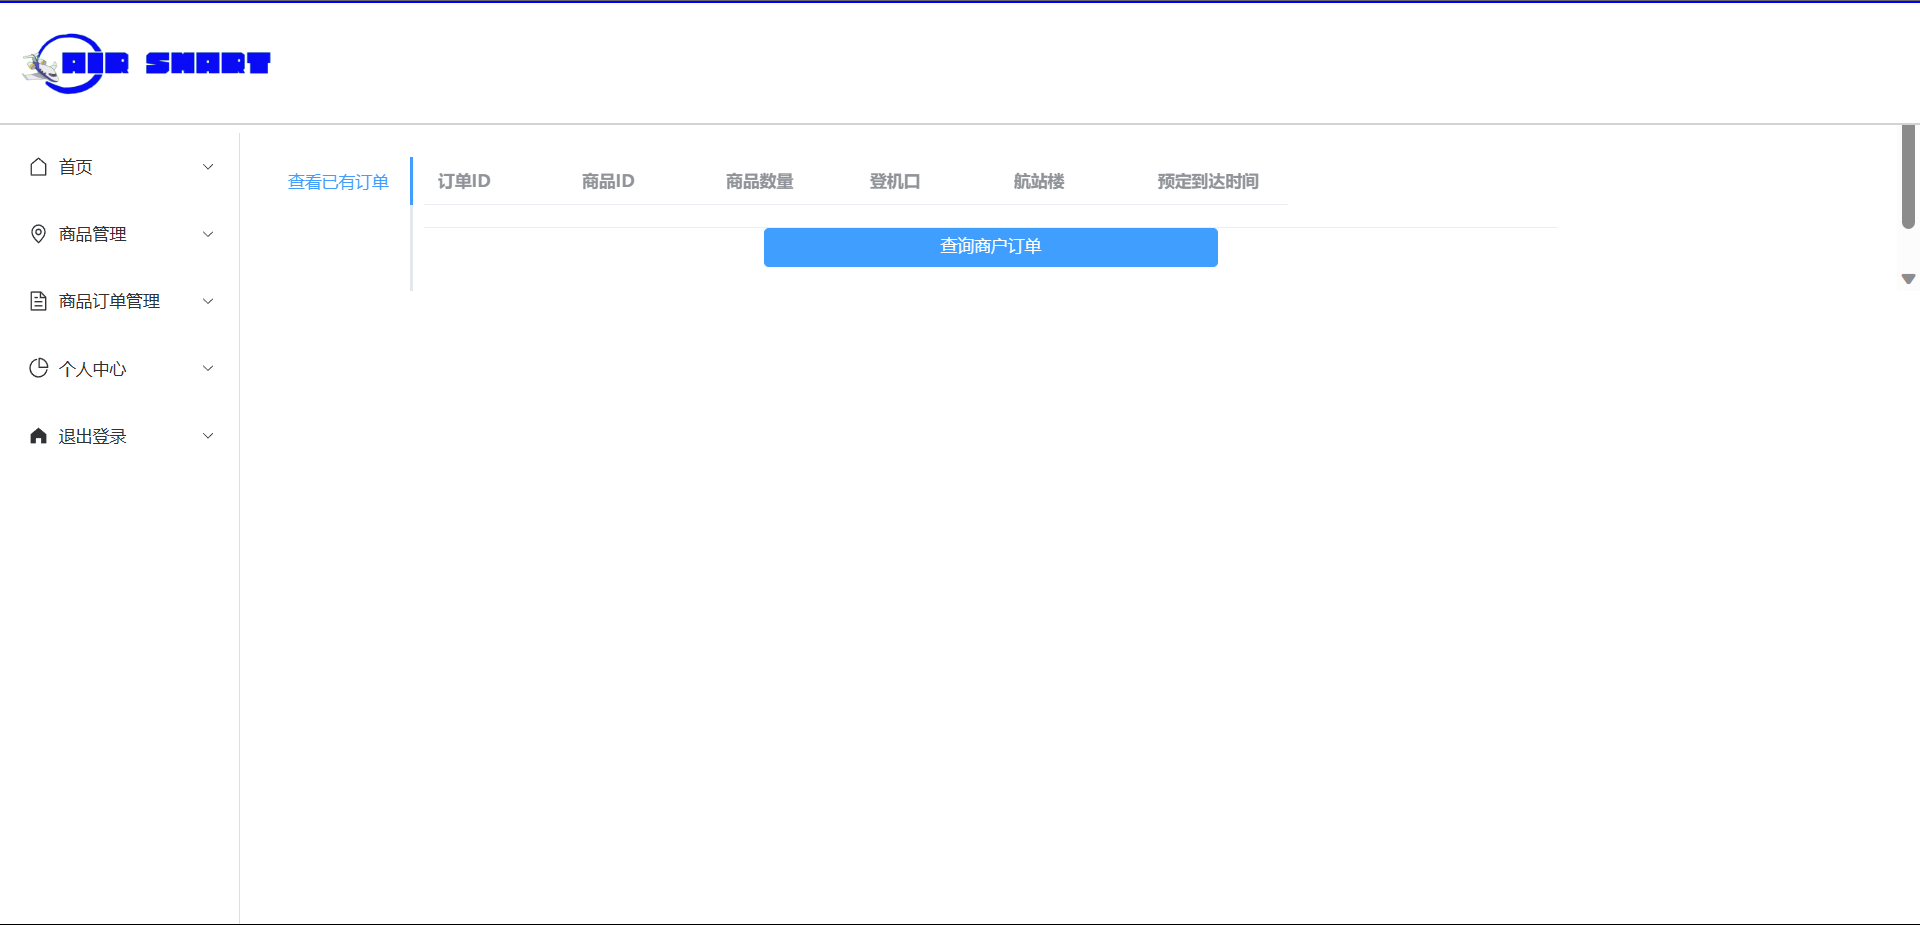 AIR SMART
首页
商品管理
商品订单管理
个人中心
退出登录
查看已有订单
订单ID 商品ID 商品数量 登机口 航站楼 预定到达时间
查询商户订单